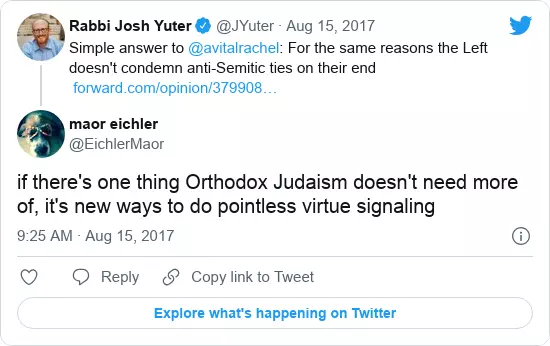 Rabbi Josh Yuter @JYuter · Aug 15, 2017
Simple answer to @avitalrachel: For the same reasons the Left
doesn't condemn anti-Semitic ties on their end
forward.com/opinion/379908…
maor eichler
@EichlerMaor
if there's one thing Orthodox Judaism doesn't need more
of, it's new ways to do pointless virtue signaling
9:25 AM · Aug 15, 2017
Reply
Copy link to Tweet
Explore what's happening on Twitter